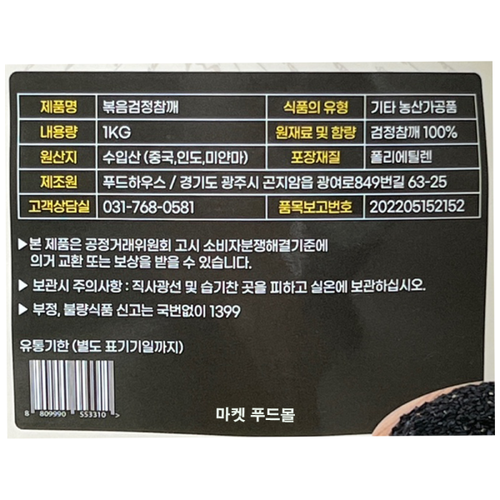 제품명 볶음검정참깨 식품의 유형 기타 농산가공품
내용량 1KG 원재료 및 함량 검정참깨 100%
원산지 수입산 (중국,인도,미얀마) 포장재질 폴리에틸렌
제조원 푸드하우스 / 경기도 광주시 곤지암읍 광여로849번길 63-25
고객상담실 031-768-0581 품목보고번호 202205152152
▶본 제품은 공정거래위원회 고시 소비자분쟁해결기준에
의거 교환 또는 보상을 받을 수 있습니다.
▶ 보관시 주의사항 : 직사광선 및 습기찬 곳을 피하고 실온에 보관하십시오.
▶ 부정, 불량식품 신고는 국번없이 1399
유통기한 (별도 표기기일까지)
8 809990 553310 >
마켓 푸드몰